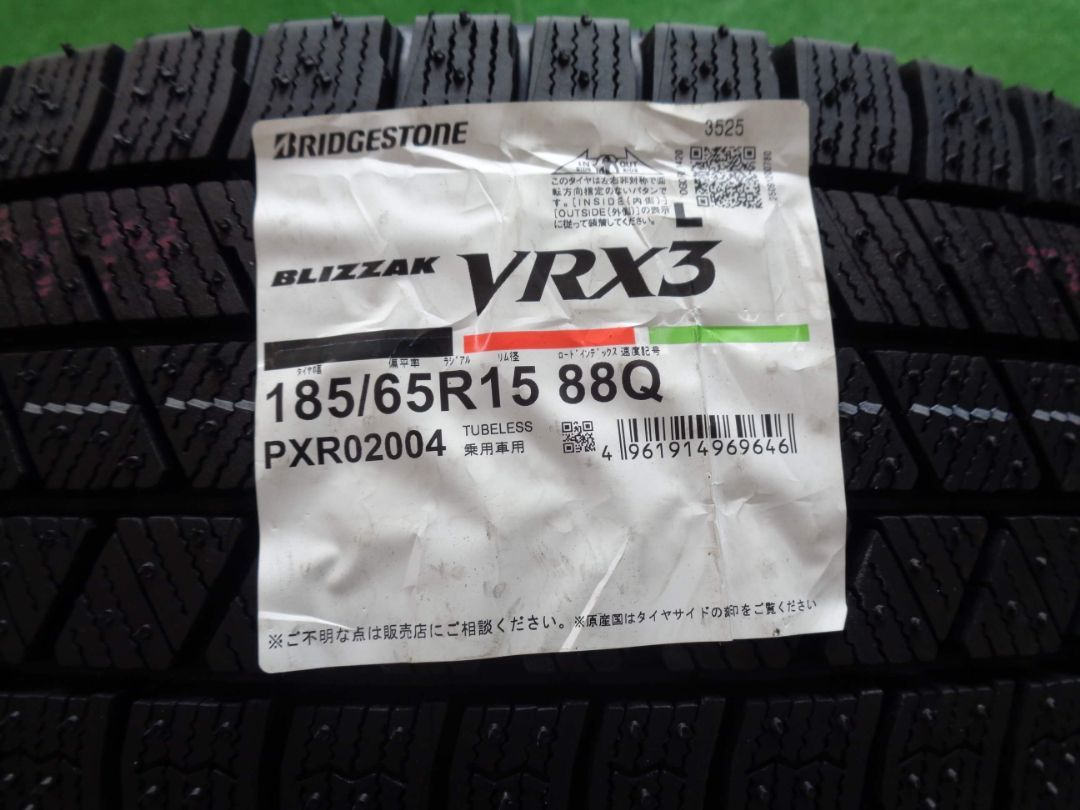 BRIDGESTONE
3525
IN
OUT
このタイヤは左右非対称で回
転方向指定のないパタンで
す。[INSIDE(内側)]
[OUTSIDE(外側)]の表示
に従って装着してください。
L
BLIZZAK VRX3
タイヤ幅 偏平率 ラジアル リム径 ロードインデックス 速度記号
185/65R15 88Q
PXR02004
TUBELESS
乗用車用
4 961914 969646
※ご不明な点は販売店にご相談ください。※原産国はタイヤサイドの刻印をご覧ください